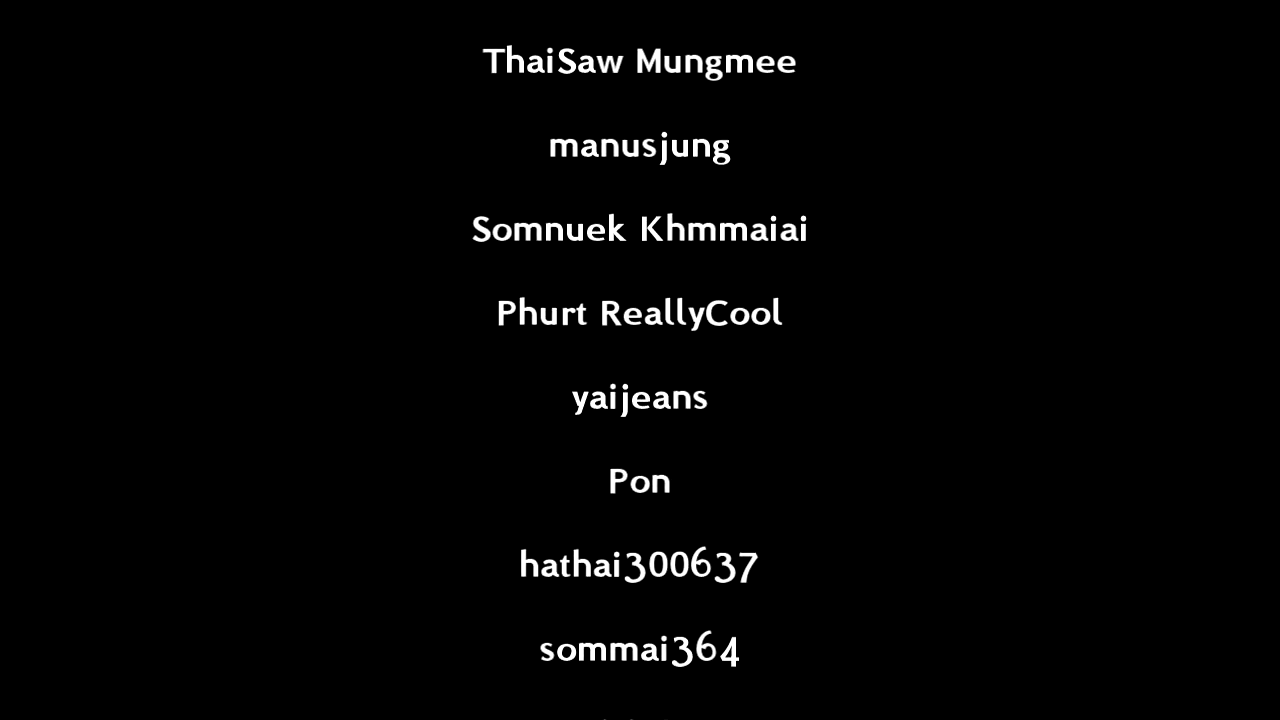 ThaiSaw Mungmee
manusjung
Somnuek Khmmaiai
Phurt ReallyCool
yaijeans
Pon
hathai300637
sommai364